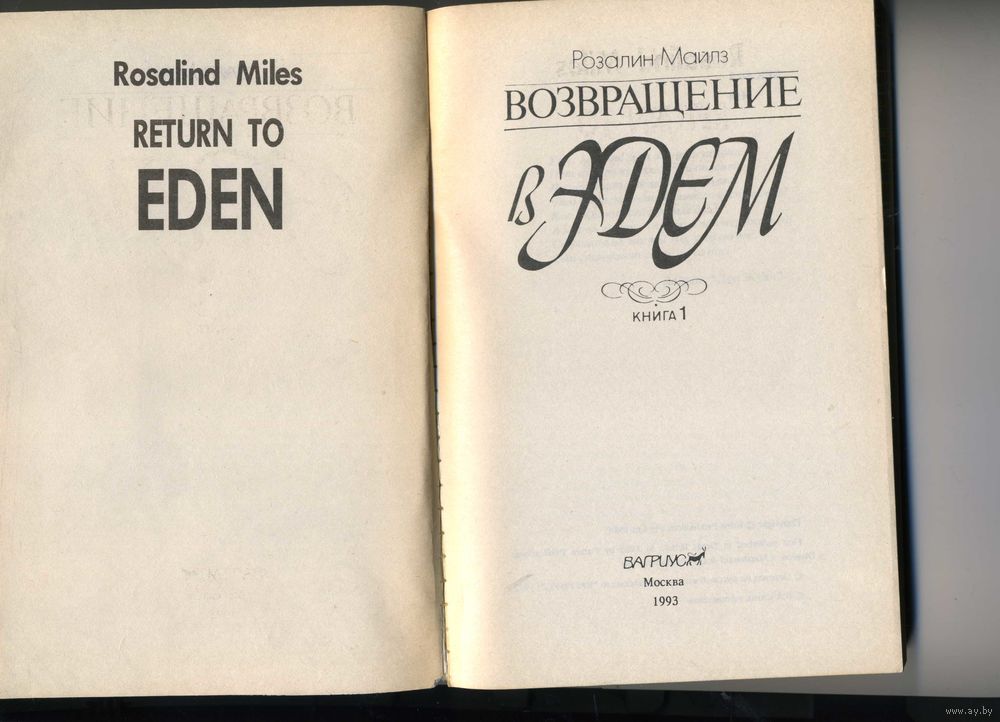 Rosalind Miles
RETURN TO
EDEN
Розалин Майлз
ВОЗВРАЩЕНИЕ
в ЭДЕМ
КНИГА 1
ВАГРИУС
Москва
1993
www.ay.by